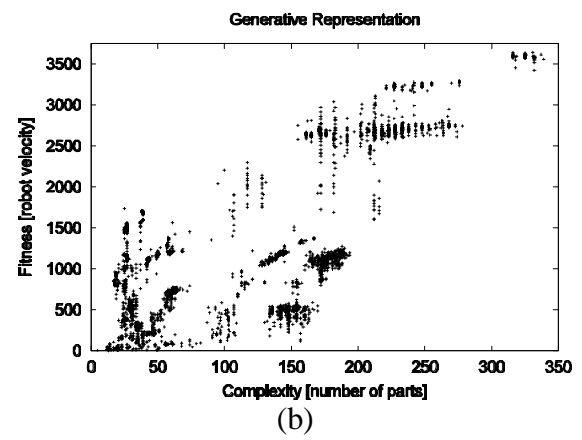 Generative Representation
Fitness [robot velocity]
3500
3000
2500
2000
1500
1000
500
0
0 50 100 150 200 250 300 350
Complexity [number of parts]
(b)